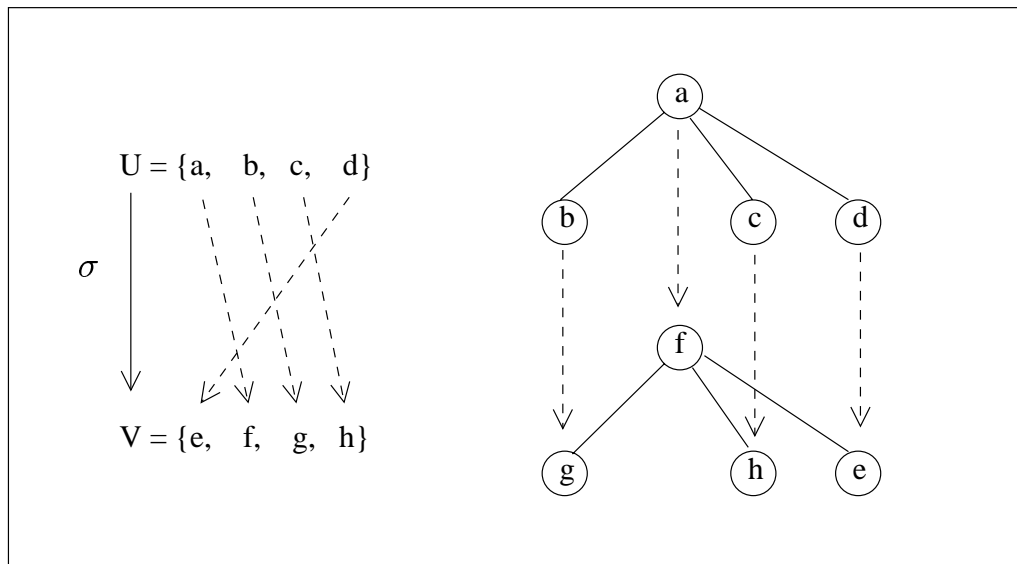 U = {a, b, c, d}
σ
V = {e, f, g, h}
a
b c d
f
g h e